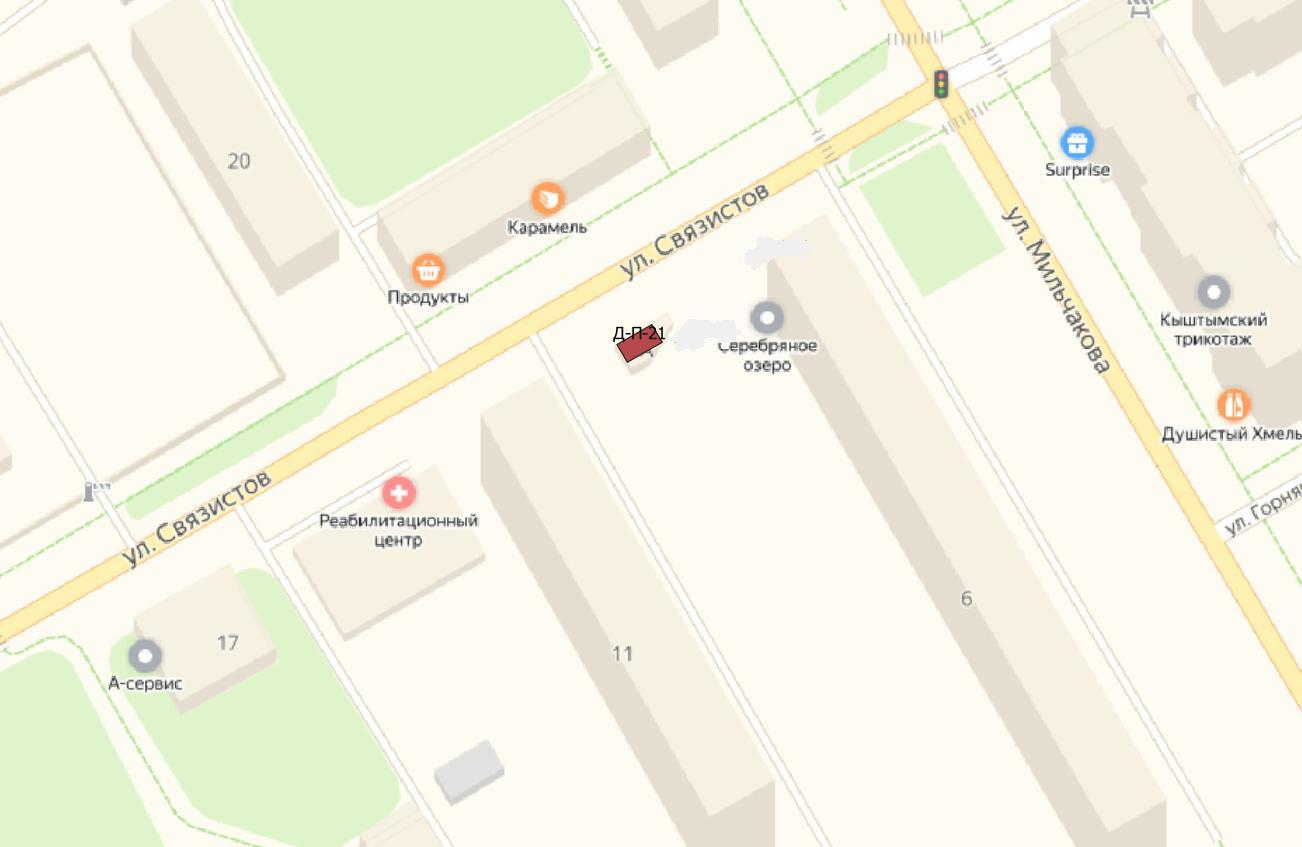 20
Surprise
Карамель
ул. Связистов
ул. Мильчакова
Продукты
Кыштымский
трикотаж
Д-П-21
Серебряное
озеро
Душистый Хмель
ул. Связистов
Реабилитационный
центр
ул. Горня
6
17
11
А-сервис